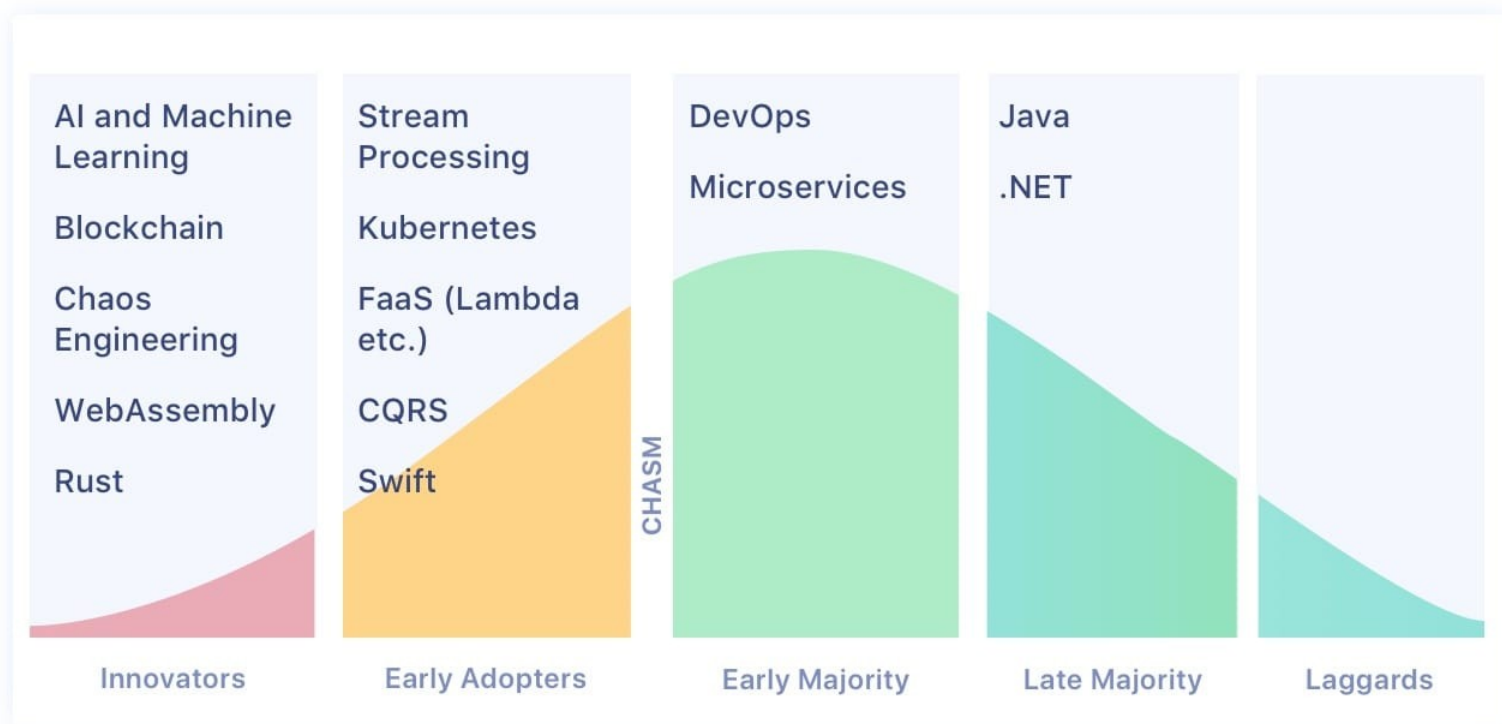 AI and Machine
Learning
Blockchain
Chaos
Engineering
WebAssembly
Rust
Stream
Processing
Kubernetes
FaaS (Lambda
etc.)
CQRS
Swift
CHASM
DevOps
Microservices
Java
.NET
Innovators
Early Adopters
Early Majority
Late Majority
Laggards